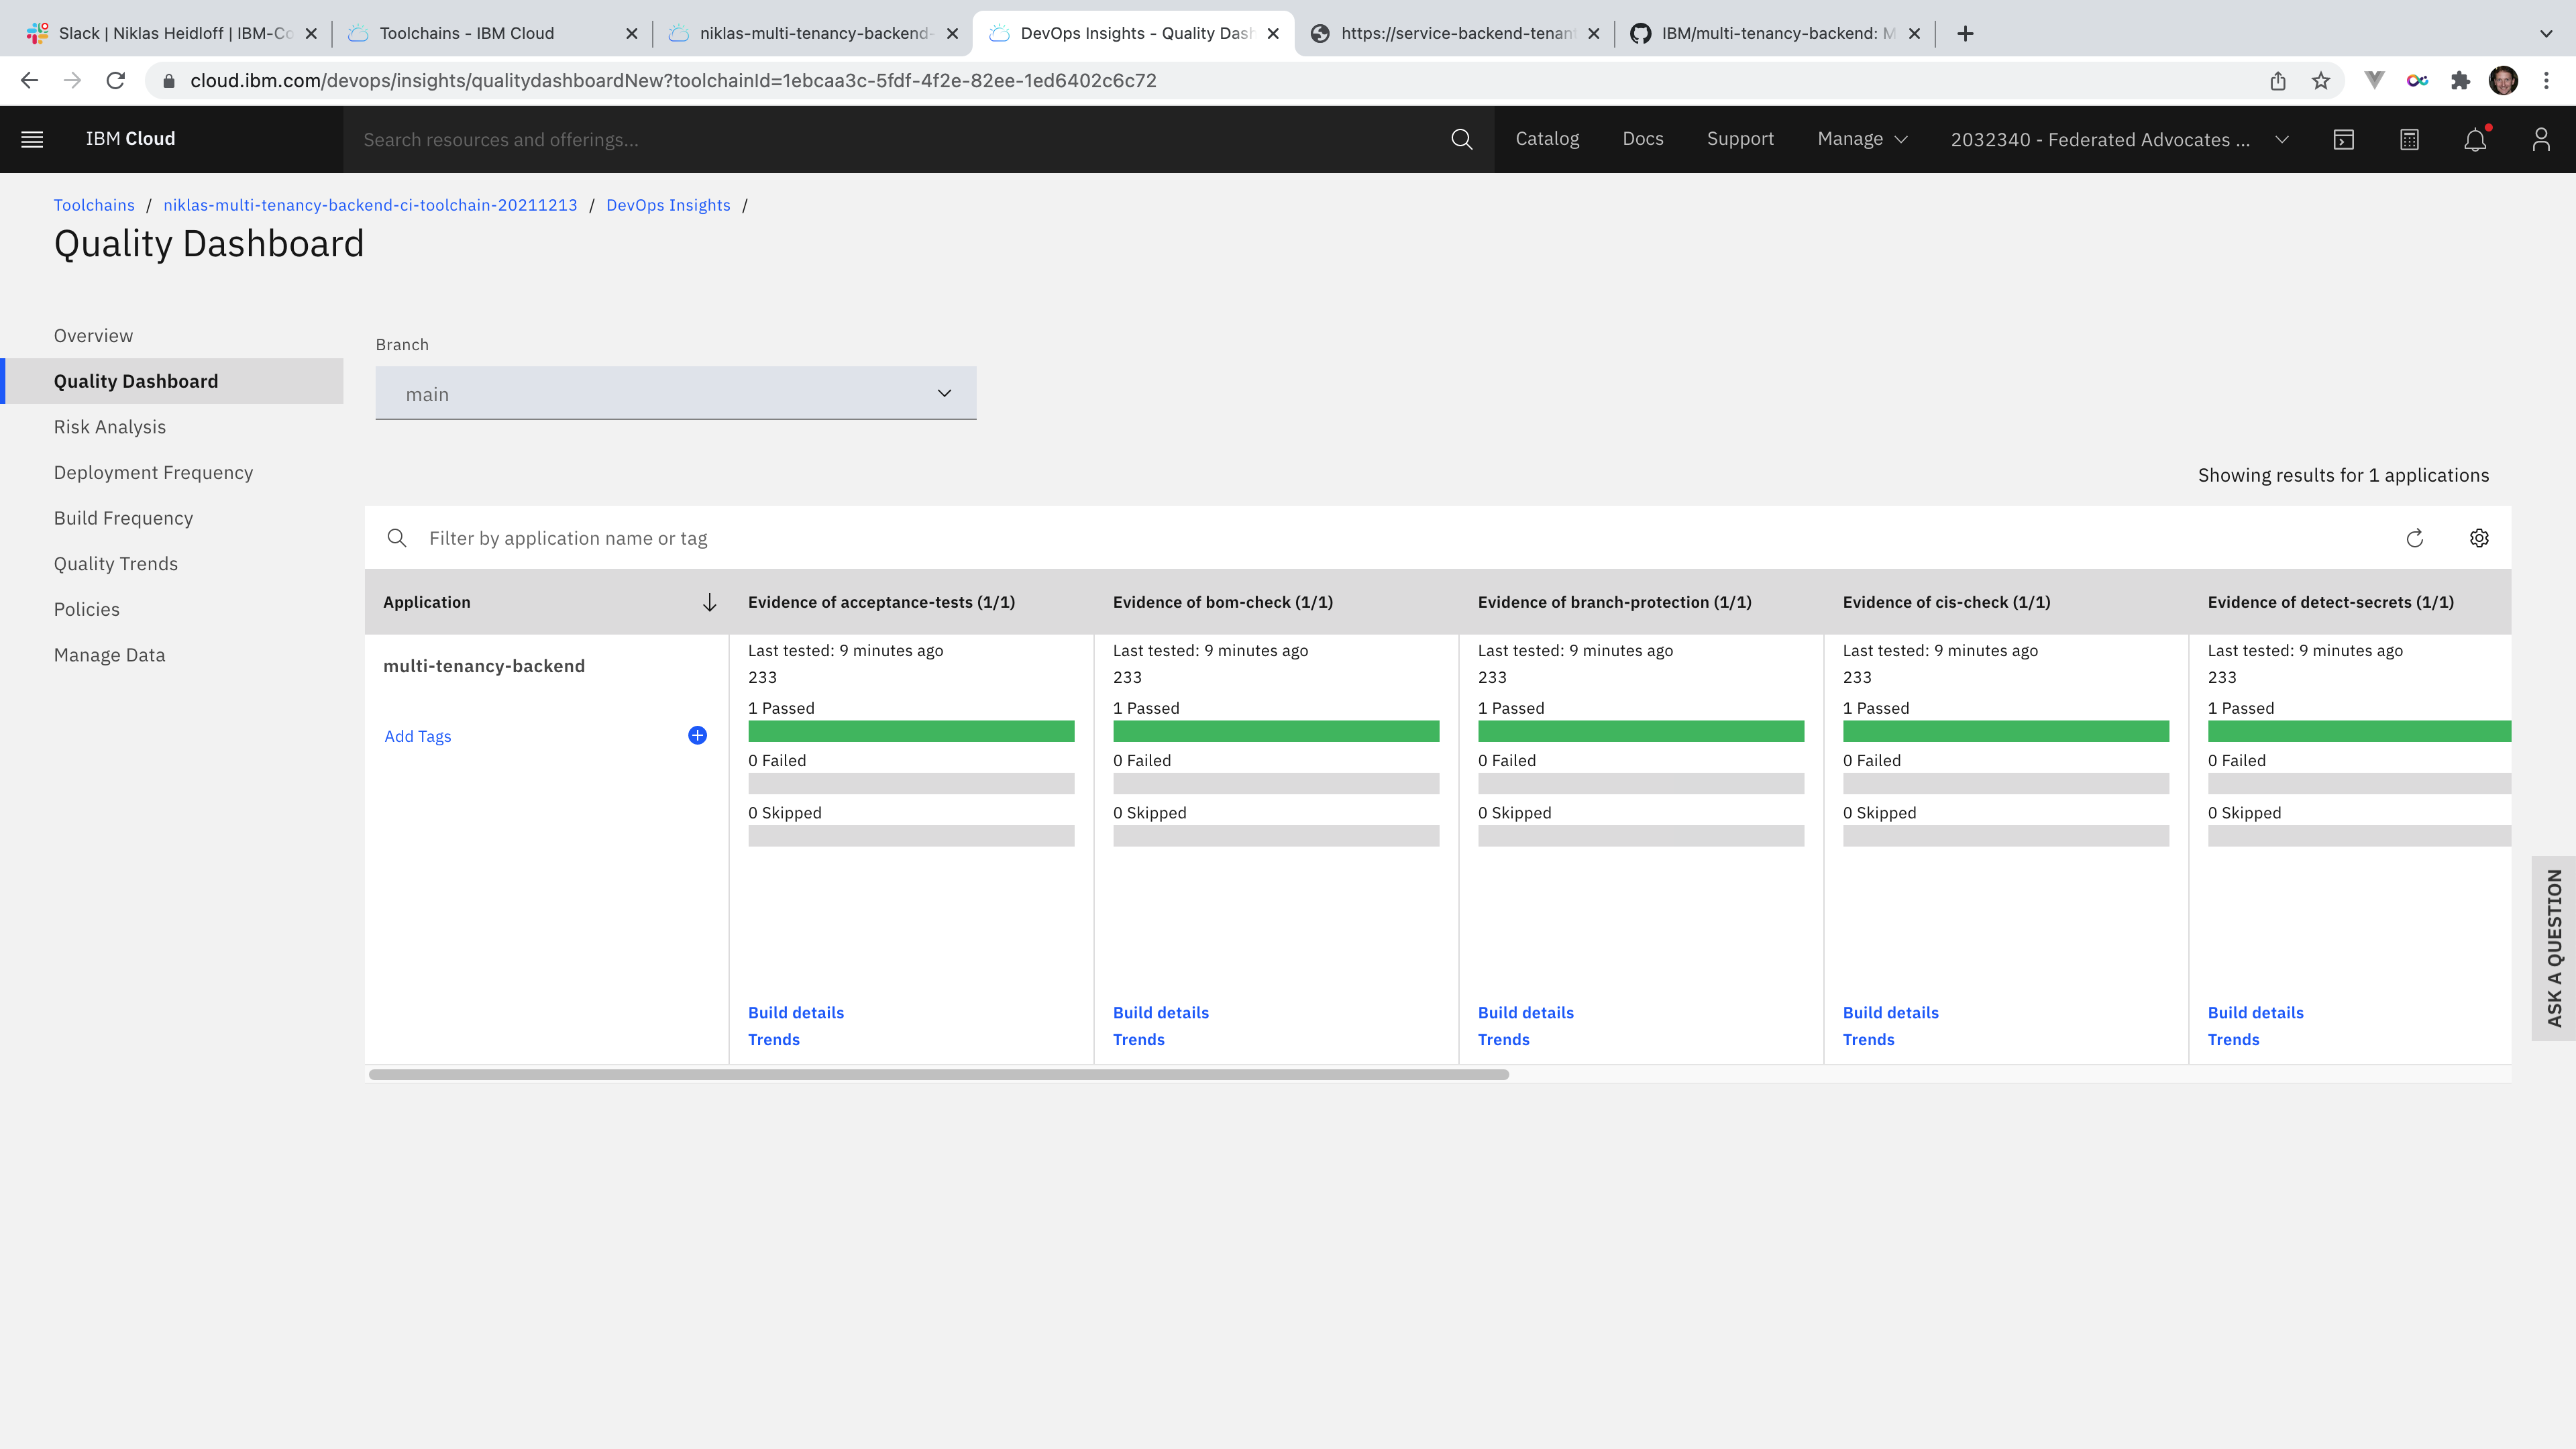 Slack | Niklas Heidloff | IBM-Co
Toolchains - IBM Cloud
niklas-multi-tenancy-backend-
DevOps Insights - Quality Dash
https://service-backend-tenant
IBM/multi-tenancy-backend: M
cloud.ibm.com/devops/insights/qualitydashboardNew?toolchainId=1ebcaa3c-5fdf-4f2e-82ee-1ed6402c6c72
IBM Cloud
Search resources and offerings...
Catalog
Docs
Support
Manage
2032340 - Federated Advocates ...
Toolchains / niklas-multi-tenancy-backend-ci-toolchain-20211213 / DevOps Insights /
Quality Dashboard
Overview
Quality Dashboard
Risk Analysis
Deployment Frequency
Build Frequency
Quality Trends
Policies
Manage Data
Branch
main
Showing results for 1 applications
Filter by application name or tag
Application
Evidence of acceptance-tests (1/1)
Evidence of bom-check (1/1)
Evidence of branch-protection (1/1)
Evidence of cis-check (1/1)
Evidence of detect-secrets (1/1)
multi-tenancy-backend
Add Tags
Last tested: 9 minutes ago
233
1 Passed
0 Failed
0 Skipped
Build details
Trends
Last tested: 9 minutes ago
233
1 Passed
0 Failed
0 Skipped
Build details
Trends
Last tested: 9 minutes ago
233
1 Passed
0 Failed
0 Skipped
Build details
Trends
Last tested: 9 minutes ago
233
1 Passed
0 Failed
0 Skipped
Build details
Trends
Last tested: 9 minutes ago
233
1 Passed
0 Failed
0 Skipped
Build details
Trends
ASK A QUESTION